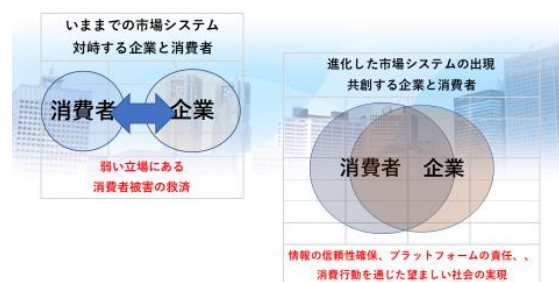 いままでの市場システム
対峙する企業と消費者
消費者
企業
弱い立場にある
消費者被害の救済
進化した市場システムの出現
共創する企業と消費者
消費者
企業
情報の信頼性確保、プラットフォームの責任、、
消費行動を通じた望ましい社会の実現